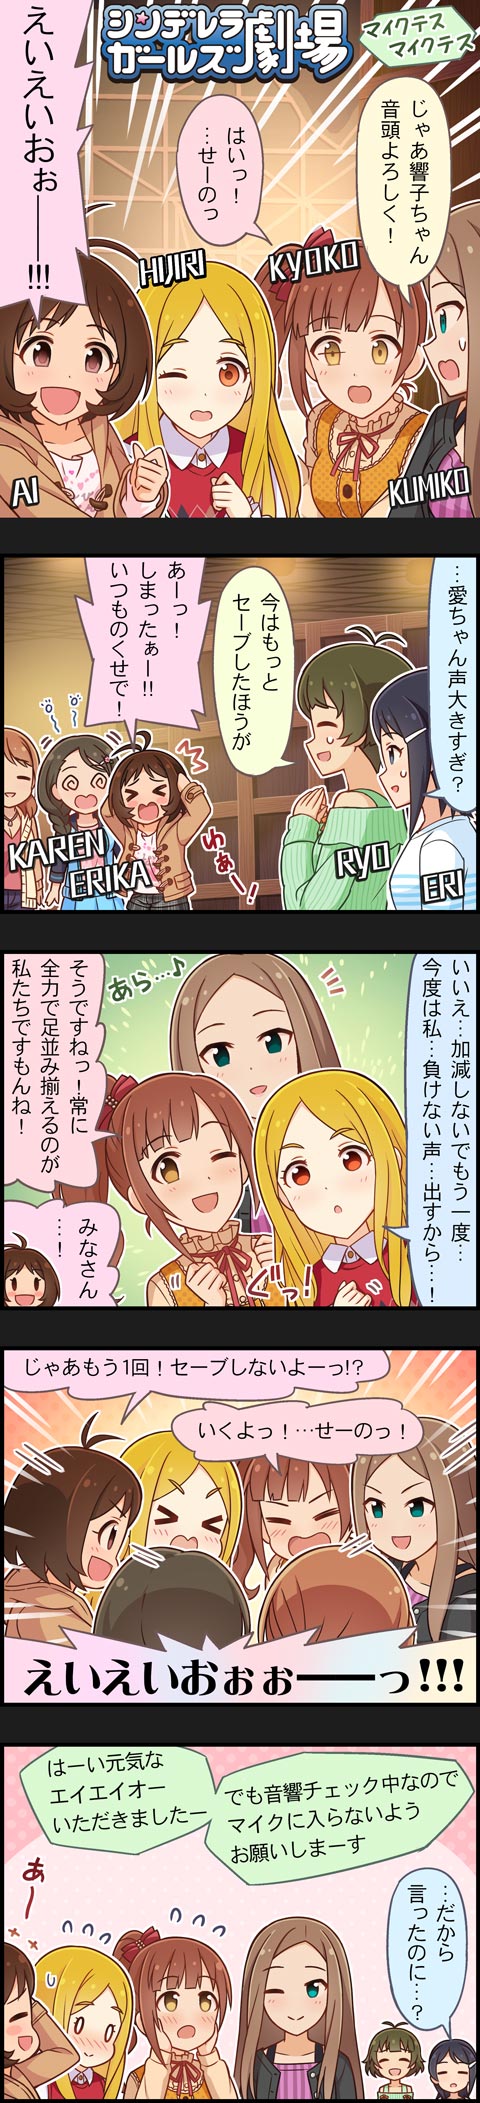 シンデレラ
ガールズ劇場
マイクテス
マイクテス
じゃあ響子ちゃん
音頭よろしく!
はいっ!
…せーのっ
えいえいおぉ――!!!
AI
HIJIRI
KYOKO
KUMIKO
…愛ちゃん声大きすぎ?
今はもっと
セーブしたほうが
あーっ!
しまったぁー!!
いつものくせで!
わぁー!!
KAREN
ERIKA
RYO
ERI
いいえ…加減しないでもう一度…
今度は私…負けない声…出すから…!
あら…♪
そうですねっ!常に
全力で足並み揃えるのが
私たちですもんね!
ぐっ!
みなさん
…!
じゃあもう1回!セーブしないよーっ!?
いくよっ!…せーのっ!
えいえいおぉぉ――っ!!!
はーい元気な
エイエイオー
いただきましたー
でも音響チェック中なので
マイクに入らないよう
お願いしまーす
あー
…だから
言ったのに…?